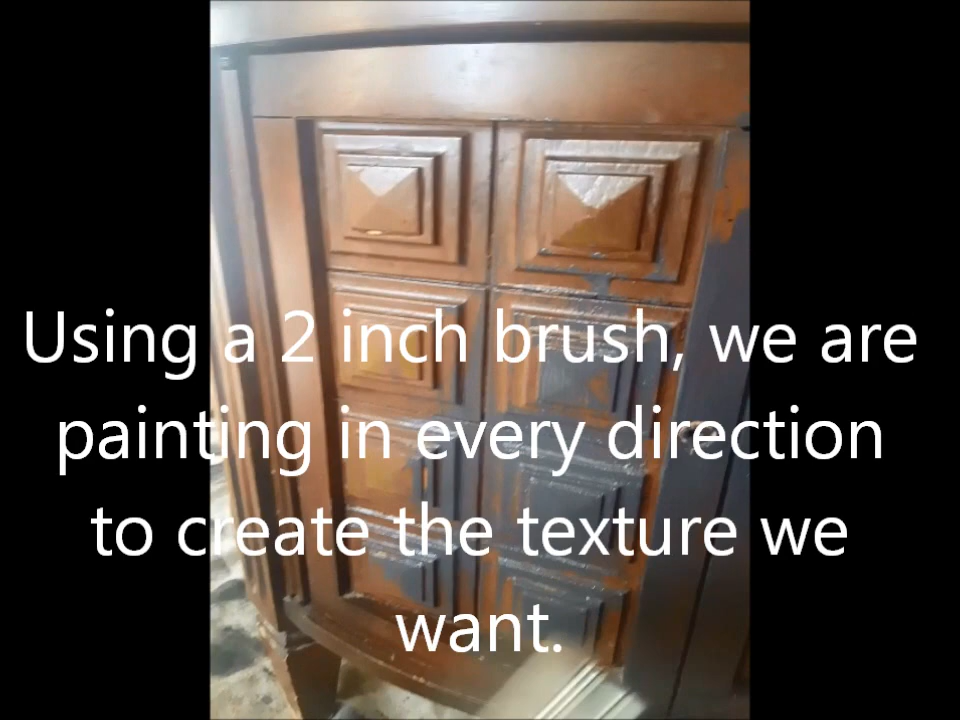 Using a 2 inch brush, we are
painting in every direction
to create the texture we
want.